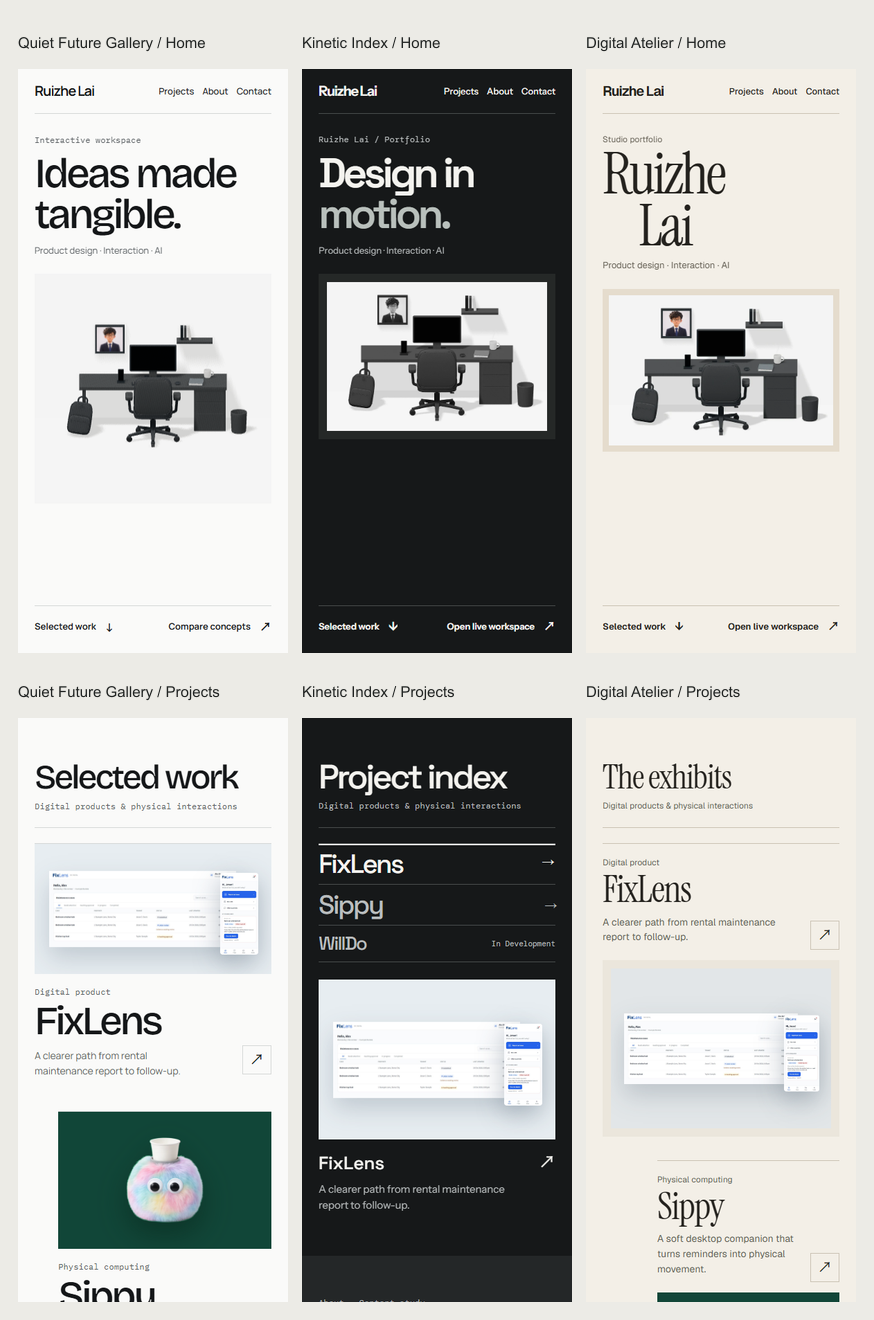 Quiet Future Gallery / Home
Ruizhe Lai
Projects About Contact
Interactive workspace
Ideas made
tangible.
Product design · Interaction · AI
Selected work ↓
Compare concepts ↗
Kinetic Index / Home
Ruizhe Lai
Projects About Contact
Ruizhe Lai / Portfolio
Design in
motion.
Product design · Interaction · AI
Selected work ↓
Open live workspace ↗
Digital Atelier / Home
Ruizhe Lai
Projects About Contact
Studio portfolio
Ruizhe
Lai
Product design · Interaction · AI
Selected work ↓
Open live workspace ↗
Quiet Future Gallery / Projects
Selected work
Digital products & physical interactions
FixLens
Digital product
FixLens
A clearer path from rental
maintenance report to follow-up.
↗
Physical computing
Sippy
Kinetic Index / Projects
Project index
Digital products & physical interactions
FixLens →
Sippy →
WillDo In Development
FixLens
FixLens ↗
A clearer path from rental maintenance
report to follow-up.
Digital Atelier / Projects
The exhibits
Digital products & physical interactions
Digital product
FixLens
A clearer path from rental maintenance
report to follow-up.
↗
FixLens
Physical computing
Sippy
A soft desktop companion that
turns reminders into physical
movement.
↗